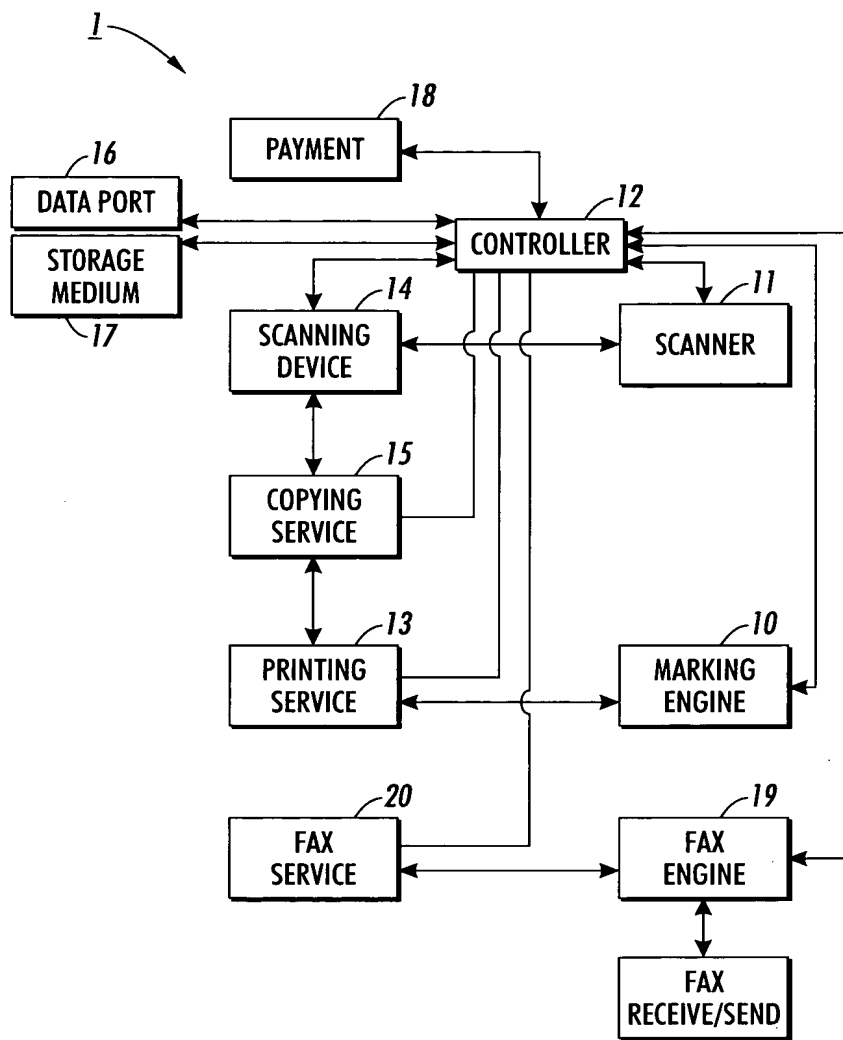 1
18
PAYMENT
16
DATA PORT
12
CONTROLLER
STORAGE
MEDIUM
17
14
SCANNING
DEVICE
11
SCANNER
15
COPYING
SERVICE
13
PRINTING
SERVICE
10
MARKING
ENGINE
20
FAX
SERVICE
19
FAX
ENGINE
FAX
RECEIVE/SEND